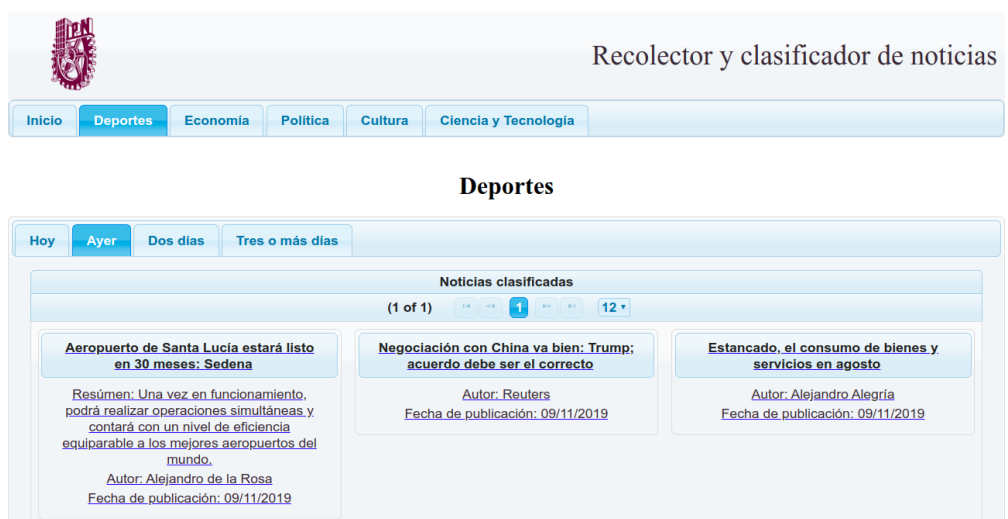 IPN
Recolector y clasificador de noticias
Inicio Deportes Economía Política Cultura Ciencia y Tecnología
Deportes
Hoy Ayer Dos días Tres o más días
Noticias clasificadas
(1 of 1) 1 12
Aeropuerto de Santa Lucía estará listo
en 30 meses: Sedena
Resúmen: Una vez en funcionamiento,
podrá realizar operaciones simultáneas y
contará con un nivel de eficiencia
equiparable a los mejores aeropuertos del
mundo.
Autor: Alejandro de la Rosa
Fecha de publicación: 09/11/2019
Negociación con China va bien: Trump;
acuerdo debe ser el correcto
Autor: Reuters
Fecha de publicación: 09/11/2019
Estancado, el consumo de bienes y
servicios en agosto
Autor: Alejandro Alegría
Fecha de publicación: 09/11/2019